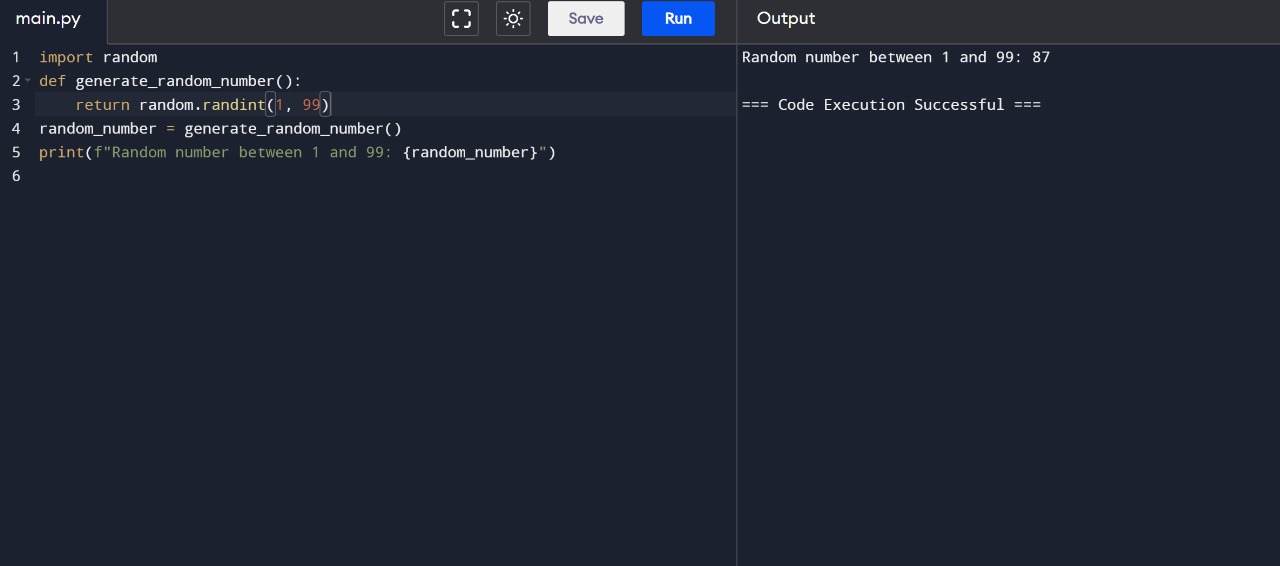 main.py Save Run Output
1 import random
2 def generate_random_number():
3     return random.randint(1, 99)
4 random_number = generate_random_number()
5 print(f"Random number between 1 and 99: {random_number}")
6
Random number between 1 and 99: 87
=== Code Execution Successful ===